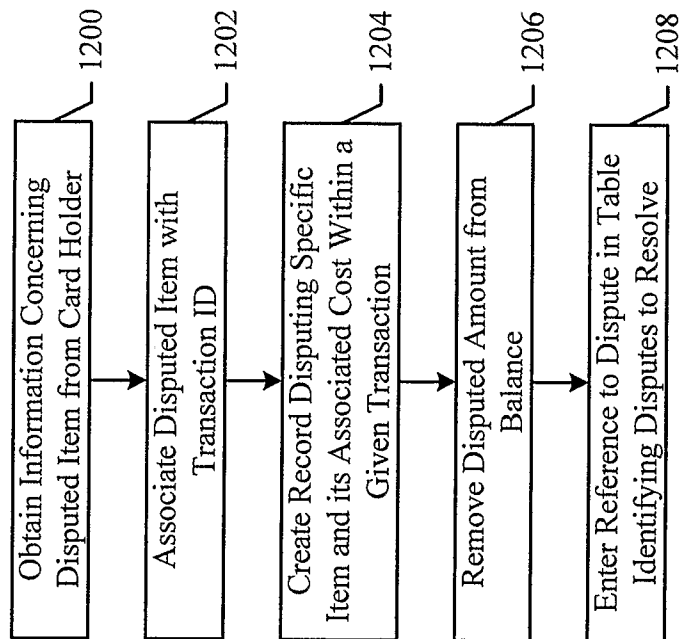 Obtain Information Concerning
Disputed Item from Card Holder
1200
Associate Disputed Item with
Transaction ID
1202
Create Record Disputing Specific
Item and its Associated Cost Within a
Given Transaction
1204
Remove Disputed Amount from
Balance
1206
Enter Reference to Dispute in Table
Identifying Disputes to Resolve
1208